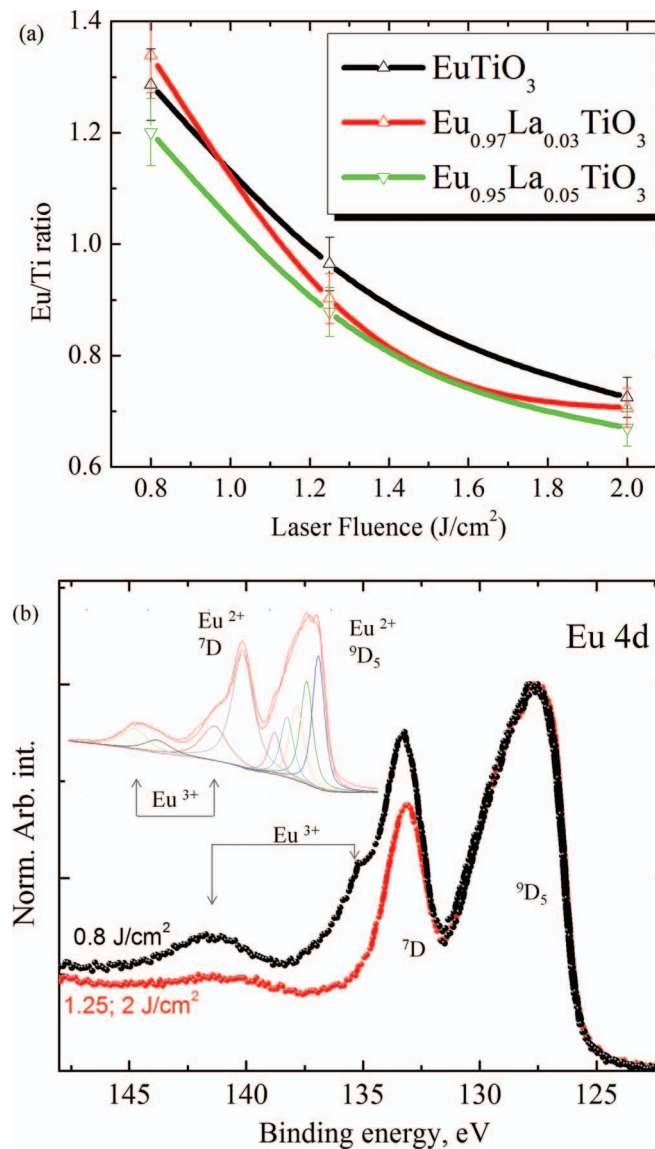 (a)
1.4
1.2
1.0
0.8
0.6
Eu/Ti ratio
EuTiO₃
Eu₀.₉₇La₀.₀₃TiO₃
Eu₀.₉₅La₀.₀₅TiO₃
0.8 1.0 1.2 1.4 1.6 1.8 2.0
Laser Fluence (J/cm²)
(b)
Eu 4d
Eu ²⁺
⁷D
Eu ²⁺
⁹D₅
Eu ³⁺
Eu ³⁺
⁹D₅
⁷D
0.8 J/cm²
1.25; 2 J/cm²
Norm. Arb. int.
145 140 135 130 125
Binding energy, eV